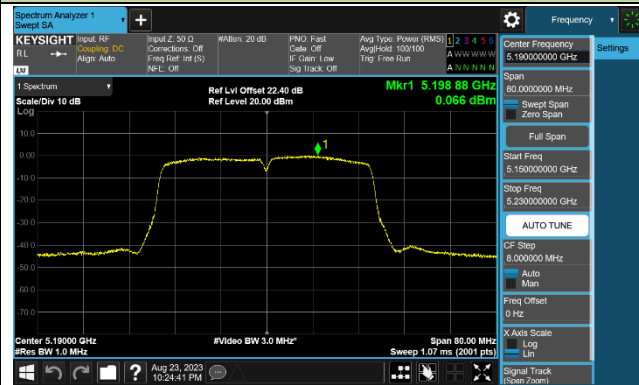 Spectrum Analyzer 1
Swept SA
Frequency
KEYSIGHT
RL
LXI
Input: RF
Coupling: DC
Align: Auto
Input Z: 50 Ω
Corrections: Off
Freq Ref: Int (S)
NFE: Off
#Atten: 20 dB
PNO: Fast
Gate: Off
IF Gain: Low
Sig Track: Off
Avg Type: Power (RMS)
Avg|Hold: 100/100
Trig: Free Run
1 2 3 4 5 6
A W W W W W
A N N N N N
1 Spectrum
Scale/Div 10 dB
Log
Ref Lvl Offset 22.40 dB
Ref Level 20.00 dBm
Mkr1 5.198 88 GHz
0.066 dBm
1
10.0
0.00
-10.0
-20.0
-30.0
-40.0
-50.0
-60.0
-70.0
Center 5.19000 GHz
#Res BW 1.0 MHz
#Video BW 3.0 MHz*
Span 80.00 MHz
Sweep 1.07 ms (2001 pts)
Aug 23, 2023
10:24:41 PM
Center Frequency
5.190000000 GHz
Settings
Span
80.0000000 MHz
Swept Span
Zero Span
Full Span
Start Freq
5.150000000 GHz
Stop Freq
5.230000000 GHz
AUTO TUNE
CF Step
8.000000 MHz
Auto
Man
Freq Offset
0 Hz
X Axis Scale
Log
Lin
Signal Track
(Span Zoom)